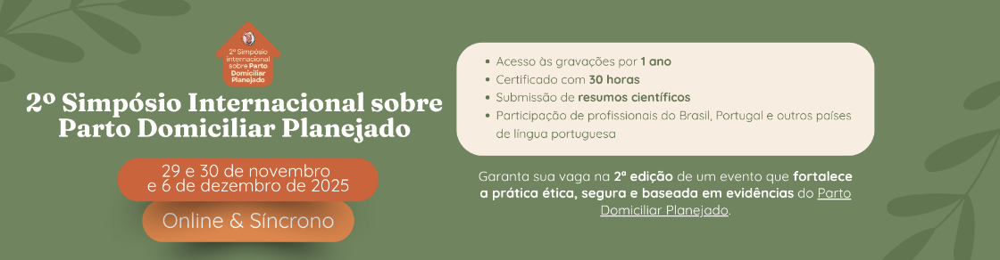 2º Simpósio
internacional
sobre Parto
Domiciliar
Planejado
2º Simpósio Internacional sobre
Parto Domiciliar Planejado
29 e 30 de novembro
e 6 de dezembro de 2025
Online & Síncrono
• Acesso às gravações por 1 ano
• Certificado com 30 horas
• Submissão de resumos científicos
• Participação de profissionais do Brasil, Portugal e outros países
de língua portuguesa
Garanta sua vaga na 2ª edição de um evento que fortalece
a prática ética, segura e baseada em evidências do Parto
Domiciliar Planejado.